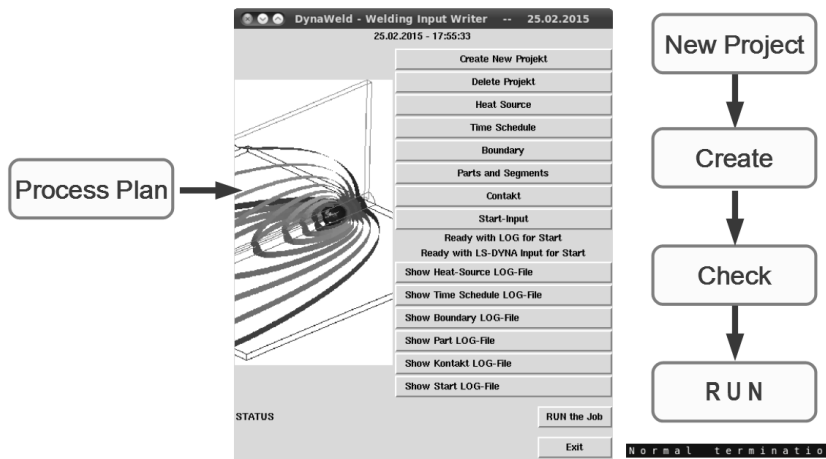 DynaWeld - Welding Input Writer -- 25.02.2015
25.02.2015 - 17:55:33
Create New Projekt
Delete Projekt
Heat Source
Time Schedule
Boundary
Parts and Segments
Contakt
Start-Input
Ready with LOG for Start
Ready with LS-DYNA Input for Start
Show Heat-Source LOG-File
Show Time Schedule LOG-File
Show Boundary LOG-File
Show Part LOG-File
Show Kontakt LOG-File
Show Start LOG-File
STATUS
RUN the Job
Exit
Process Plan
New Project
Create
Check
RUN
Normal terminatio